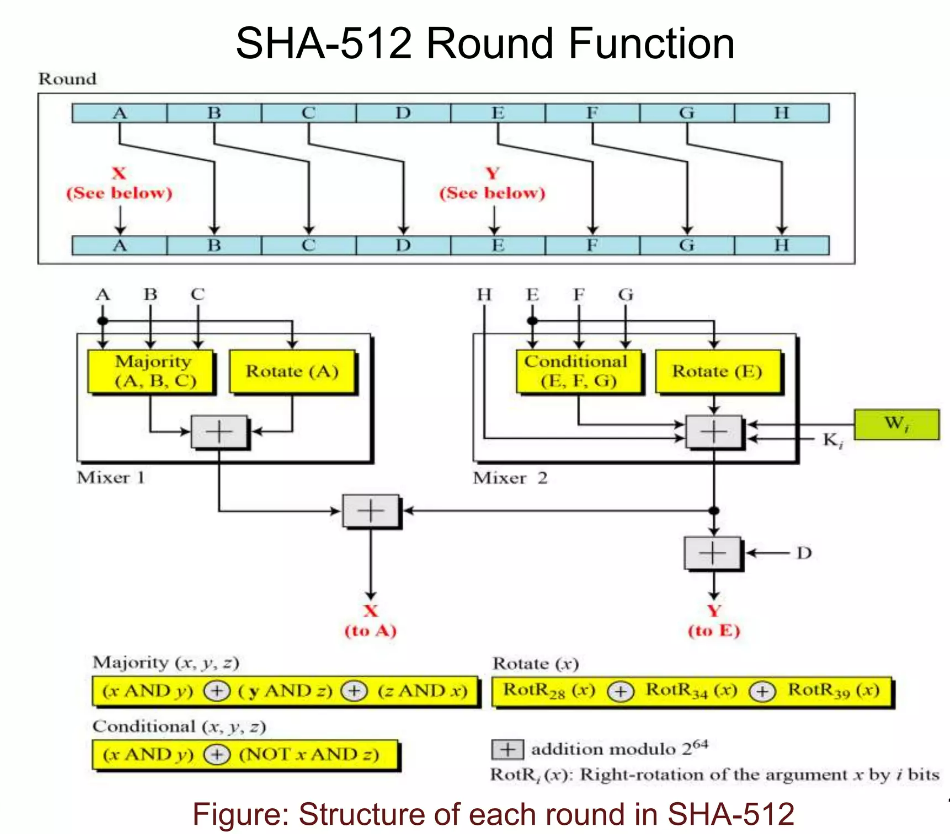 SHA-512 Round Function
Round
A B C D E F G H
X Y
(See below) (See below)
A B C D E F G H
A B C H E F G
Majority Conditional
(A, B, C) Rotate (A) (E, F, G) Rotate (E)
+ + Wᵢ
Kᵢ
Mixer 1 Mixer 2
+
+ D
X Y
(to A) (to E)
Majority (x, y, z) Rotate (x)
(x AND y) ⊕ (y AND z) ⊕ (z AND x) RotR₂₈ (x) ⊕ RotR₃₄ (x) ⊕ RotR₃₉ (x)
Conditional (x, y, z)
(x AND y) ⊕ (NOT x AND z) + addition modulo 2⁶⁴
RotRᵢ (x): Right-rotation of the argument x by i bits
Figure: Structure of each round in SHA-512